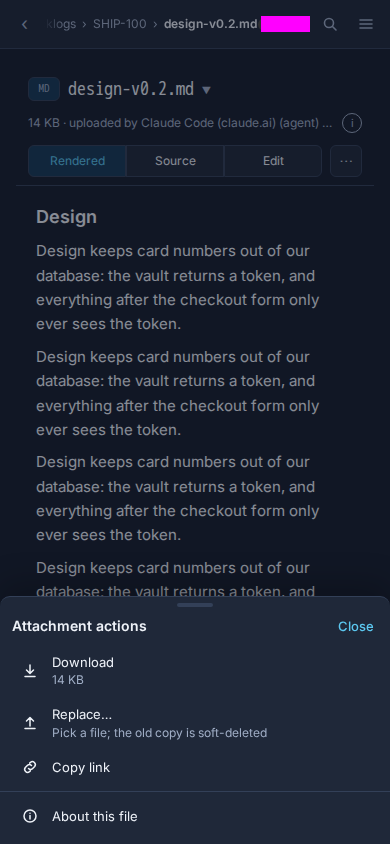 klogs › SHIP-100 › design-v0.2.md
MD design-v0.2.md ▼
14 KB · uploaded by Claude Code (claude.ai) (agent) ...
Rendered Source Edit ...
Design
Design keeps card numbers out of our
database: the vault returns a token, and
everything after the checkout form only
ever sees the token.
Design keeps card numbers out of our
database: the vault returns a token, and
everything after the checkout form only
ever sees the token.
Design keeps card numbers out of our
database: the vault returns a token, and
everything after the checkout form only
ever sees the token.
Design keeps card numbers out of our
database: the vault returns a token, and
Attachment actions Close
Download
14 KB
Replace...
Pick a file; the old copy is soft-deleted
Copy link
About this file